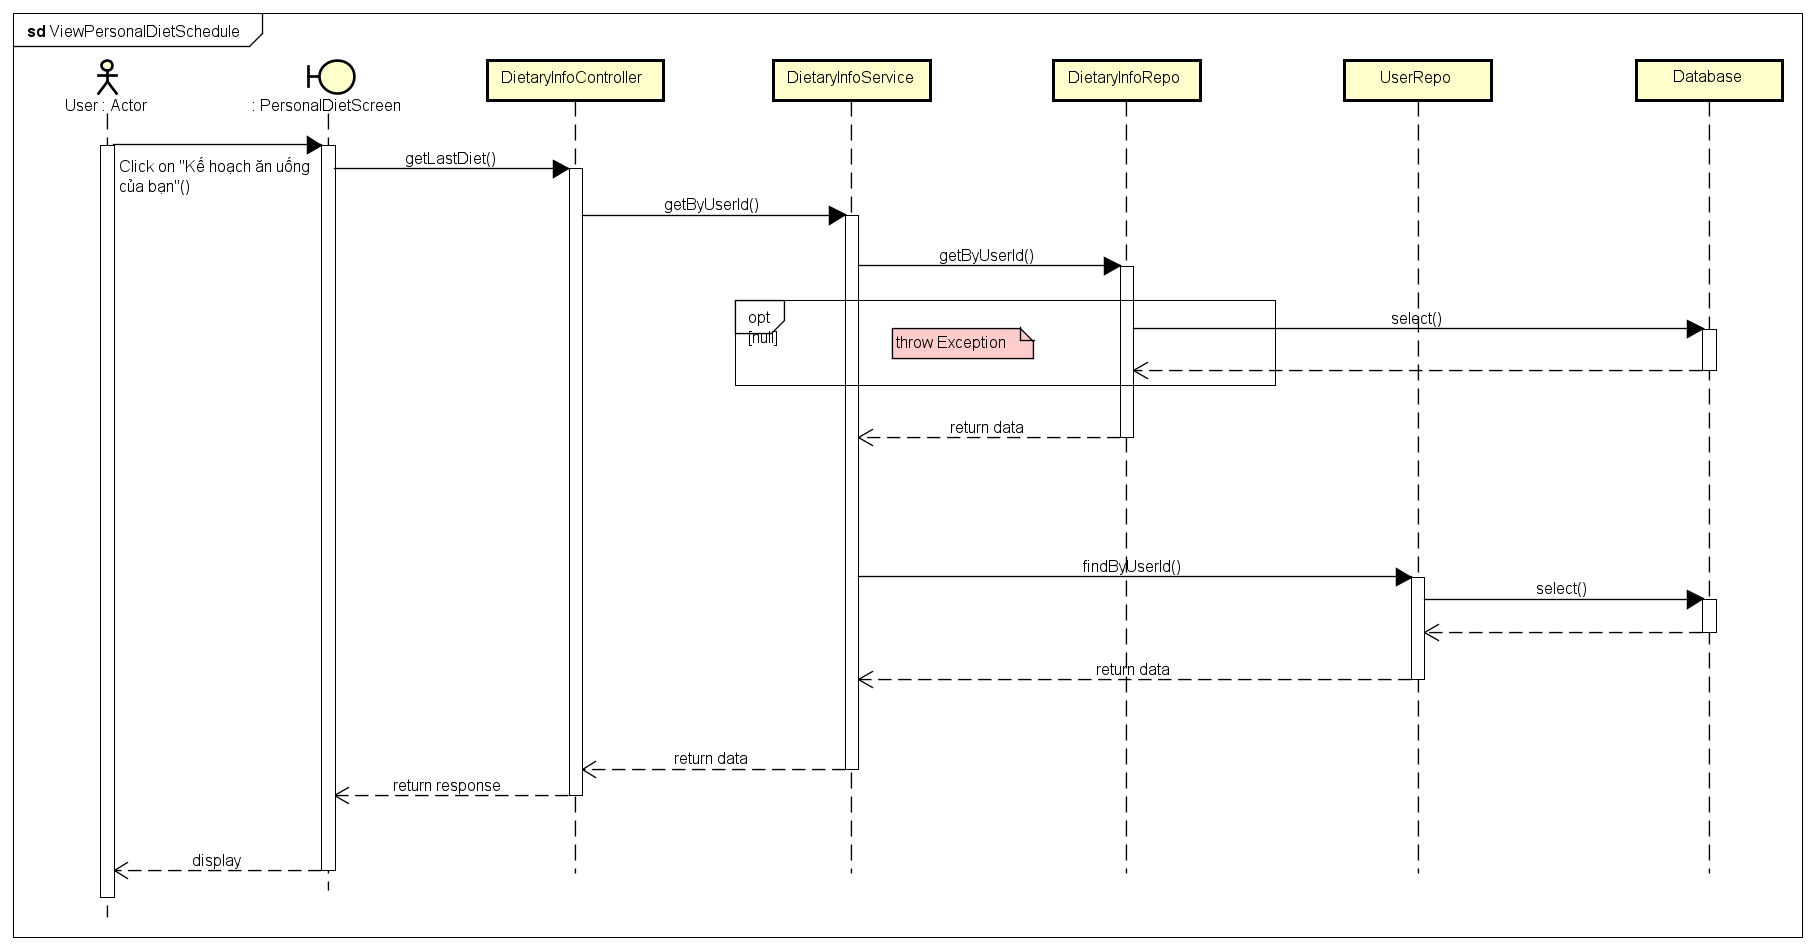 sd ViewPersonalDietSchedule
User : Actor
: PersonalDietScreen
DietaryInfoController
DietaryInfoService
DietaryInfoRepo
UserRepo
Database
Click on "Kế hoạch ăn uống
của bạn"()
getLastDiet()
getByUserId()
getByUserId()
opt
[null]
throw Exception
select()
return data
findByUserId()
select()
return data
return data
return response
display